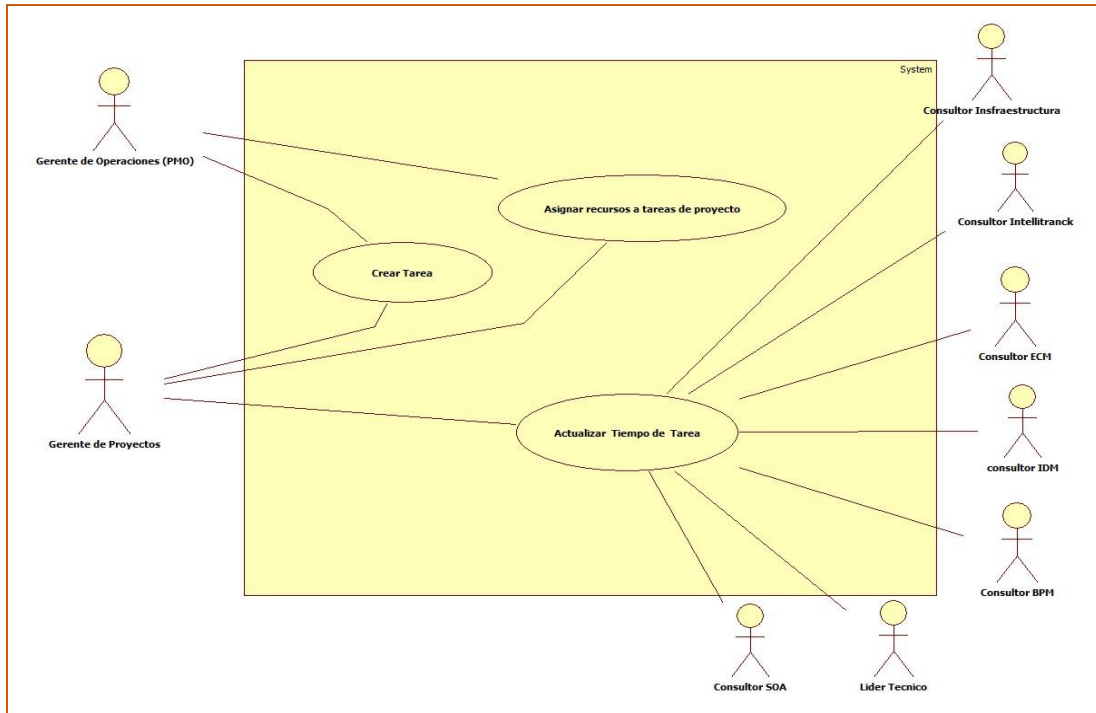 System
Consultor Insfraestructura
Gerente de Operaciones (PMO)
Asignar recursos a tareas de proyecto
Consultor Intellitranck
Crear Tarea
Consultor ECM
Gerente de Proyectos
Actualizar Tiempo de Tarea
consultor IDM
Consultor BPM
Consultor SOA
Lider Tecnico